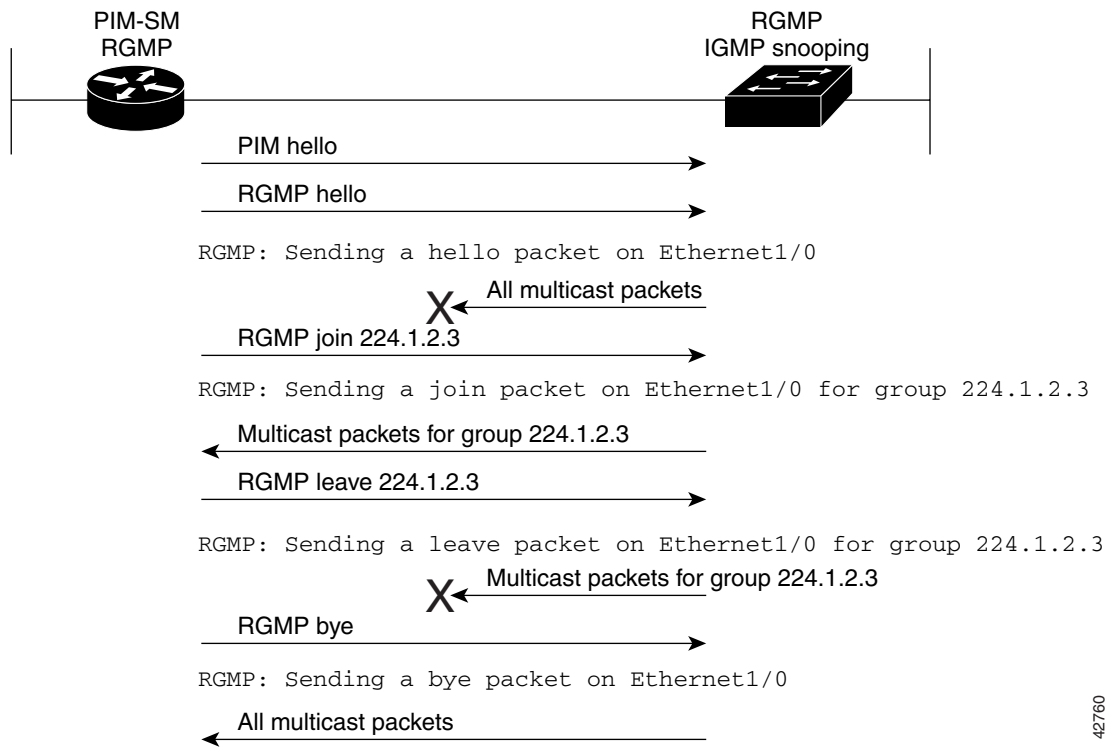 PIM-SM
RGMP
RGMP
IGMP snooping
PIM hello
RGMP hello
RGMP: Sending a hello packet on Ethernet1/0
All multicast packets
X
RGMP join 224.1.2.3
RGMP: Sending a join packet on Ethernet1/0 for group 224.1.2.3
Multicast packets for group 224.1.2.3
RGMP leave 224.1.2.3
RGMP: Sending a leave packet on Ethernet1/0 for group 224.1.2.3
Multicast packets for group 224.1.2.3
X
RGMP bye
RGMP: Sending a bye packet on Ethernet1/0
All multicast packets
42760